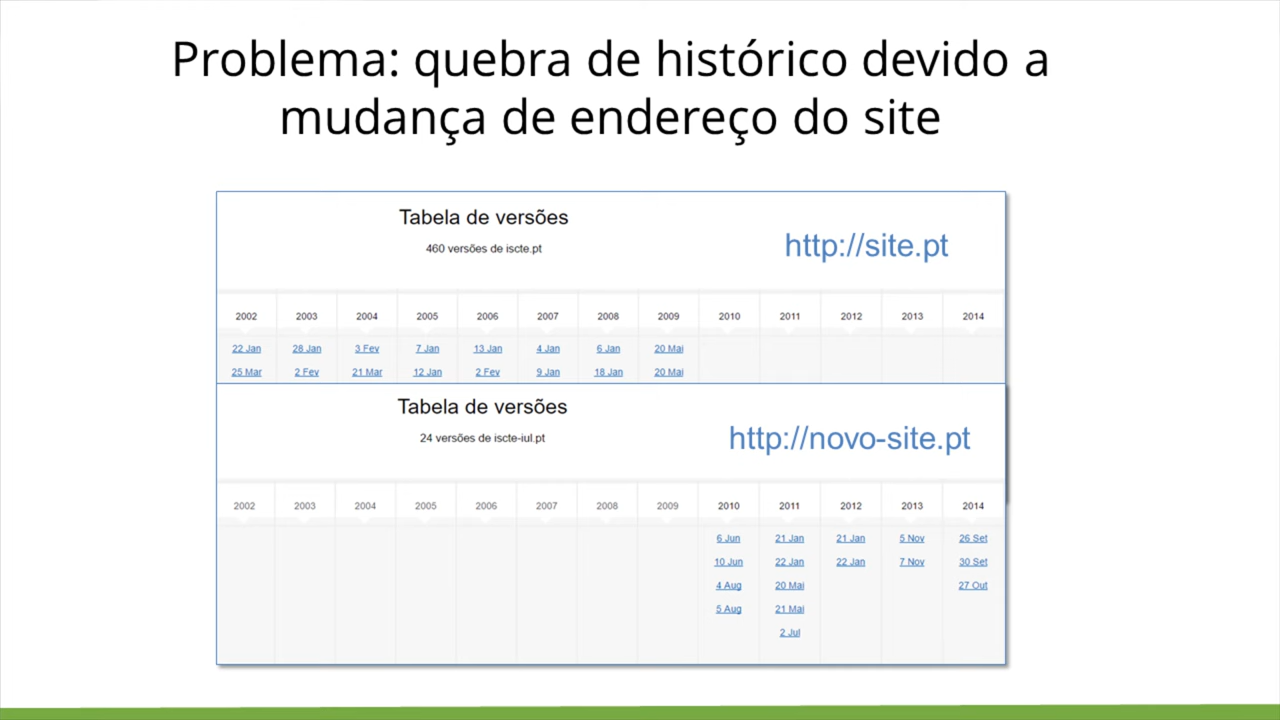 Problema: quebra de histórico devido a
mudança de endereço do site
Tabela de versões
460 versões de iscte.pt
http://site.pt
2002 2003 2004 2005 2006 2007 2008 2009 2010 2011 2012 2013 2014
22 Jan 28 Jan 3 Fev 7 Jan 13 Jan 4 Jan 6 Jan 20 Mai
25 Mar 2 Fev 21 Mar 12 Jan 2 Fev 9 Jan 18 Jan 20 Mai
Tabela de versões
24 versões de iscte-iul.pt
http://novo-site.pt
2002 2003 2004 2005 2006 2007 2008 2009 2010 2011 2012 2013 2014
6 Jun 21 Jan 21 Jan 5 Nov 26 Set
10 Jun 22 Jan 22 Jan 7 Nov 30 Set
4 Aug 20 Mai 27 Out
5 Aug 21 Mai
2 Jul